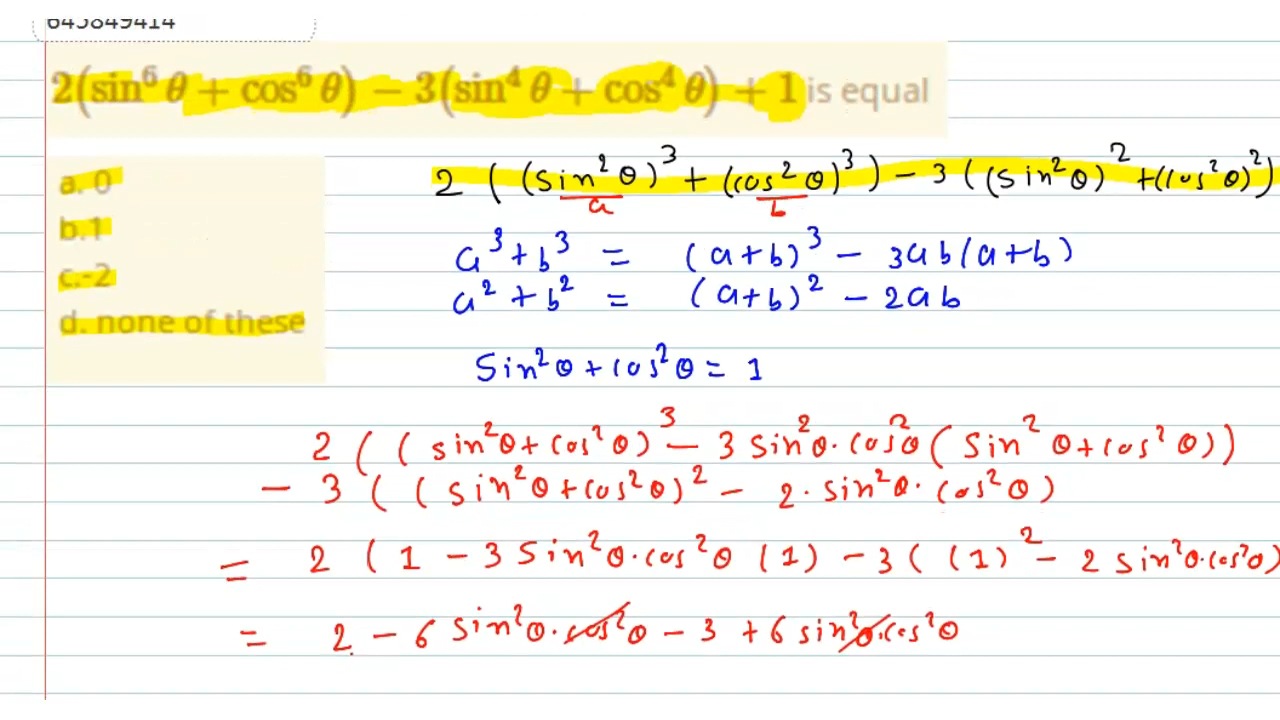 645849414
2(sin⁶ θ + cos⁶ θ) − 3(sin⁴ θ + cos⁴ θ) + 1 is equal
a. 0
b.1
c.-2
d. none of these
2 ((sin²θ)³ + (cos²θ)³) − 3((sin²θ)² + (cos²θ)²)
a b
a³ + b³ = (a+b)³ − 3ab(a+b)
a² + b² = (a+b)² − 2ab
Sin²θ + cos²θ = 1
2 ((sin²θ + cos²θ)³ − 3 sin²θ · cos²θ (sin²θ + cos²θ))
− 3 ((sin²θ + cos²θ)² − 2 · sin²θ · cos²θ)
= 2 (1 − 3 sin²θ · cos²θ (1) − 3 ((1)² − 2 sin²θ · cos²θ)
= 2 − 6 sin²θ · cos²θ − 3 + 6 sin²θ · cos²θ